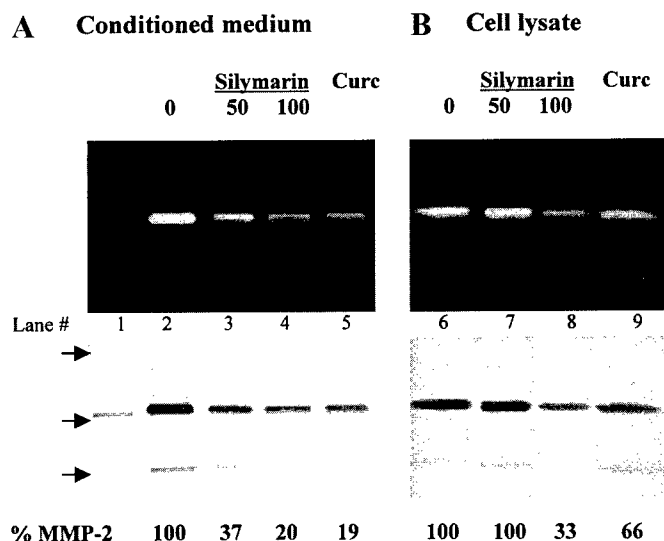 A Conditioned medium
B Cell lysate
Silymarin Curc
0 50 100
Silymarin Curc
0 50 100
Lane # 1 2 3 4 5 6 7 8 9
% MMP-2 100 37 20 19 100 100 33 66